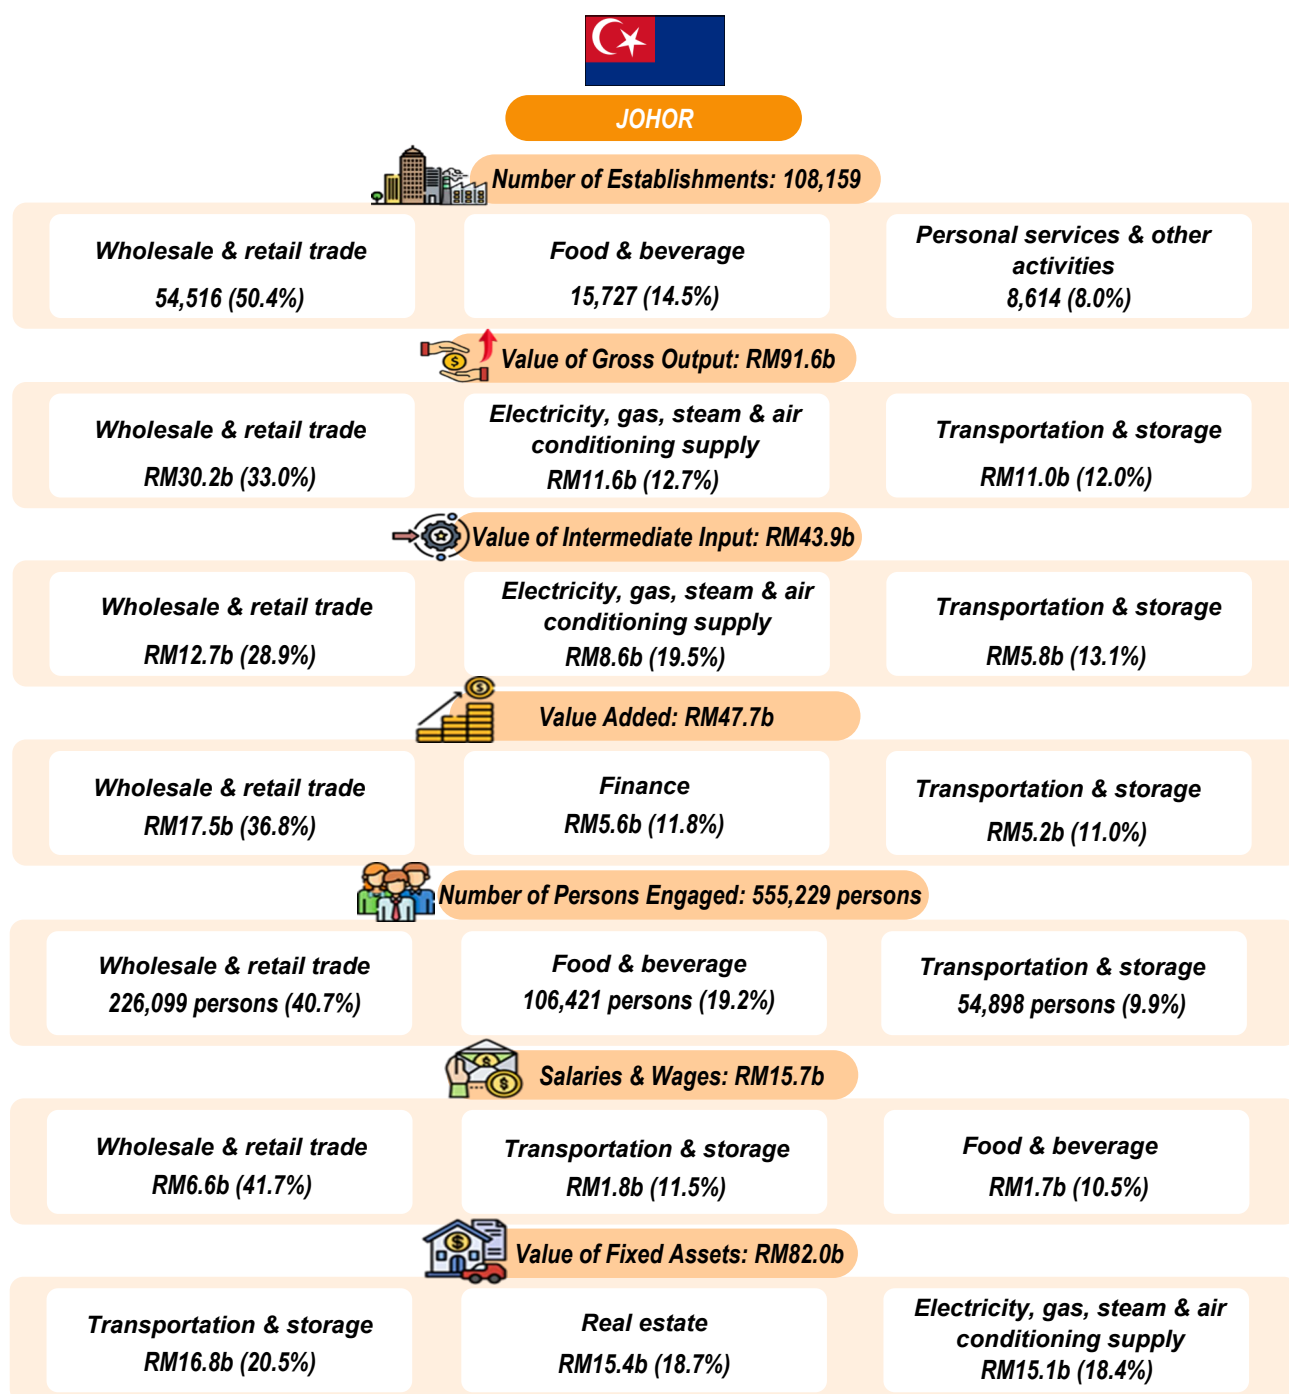 JOHOR
Number of Establishments: 108,159
Wholesale & retail trade
54,516 (50.4%)
Food & beverage
15,727 (14.5%)
Personal services & other
activities
8,614 (8.0%)
Value of Gross Output: RM91.6b
Wholesale & retail trade
RM30.2b (33.0%)
Electricity, gas, steam & air
conditioning supply
RM11.6b (12.7%)
Transportation & storage
RM11.0b (12.0%)
Value of Intermediate Input: RM43.9b
Wholesale & retail trade
RM12.7b (28.9%)
Electricity, gas, steam & air
conditioning supply
RM8.6b (19.5%)
Transportation & storage
RM5.8b (13.1%)
Value Added: RM47.7b
Wholesale & retail trade
RM17.5b (36.8%)
Finance
RM5.6b (11.8%)
Transportation & storage
RM5.2b (11.0%)
Number of Persons Engaged: 555,229 persons
Wholesale & retail trade
226,099 persons (40.7%)
Food & beverage
106,421 persons (19.2%)
Transportation & storage
54,898 persons (9.9%)
Salaries & Wages: RM15.7b
Wholesale & retail trade
RM6.6b (41.7%)
Transportation & storage
RM1.8b (11.5%)
Food & beverage
RM1.7b (10.5%)
Value of Fixed Assets: RM82.0b
Transportation & storage
RM16.8b (20.5%)
Real estate
RM15.4b (18.7%)
Electricity, gas, steam & air
conditioning supply
RM15.1b (18.4%)